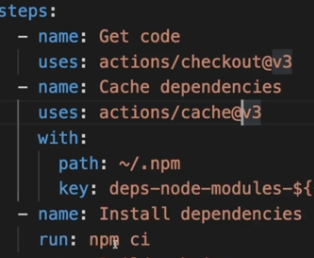 steps:
- name: Get code
uses: actions/checkout@v3
- name: Cache dependencies
uses: actions/cache@v3
with:
path: ~/.npm
key: deps-node-modules-${
- name: Install dependencies
run: npm ci